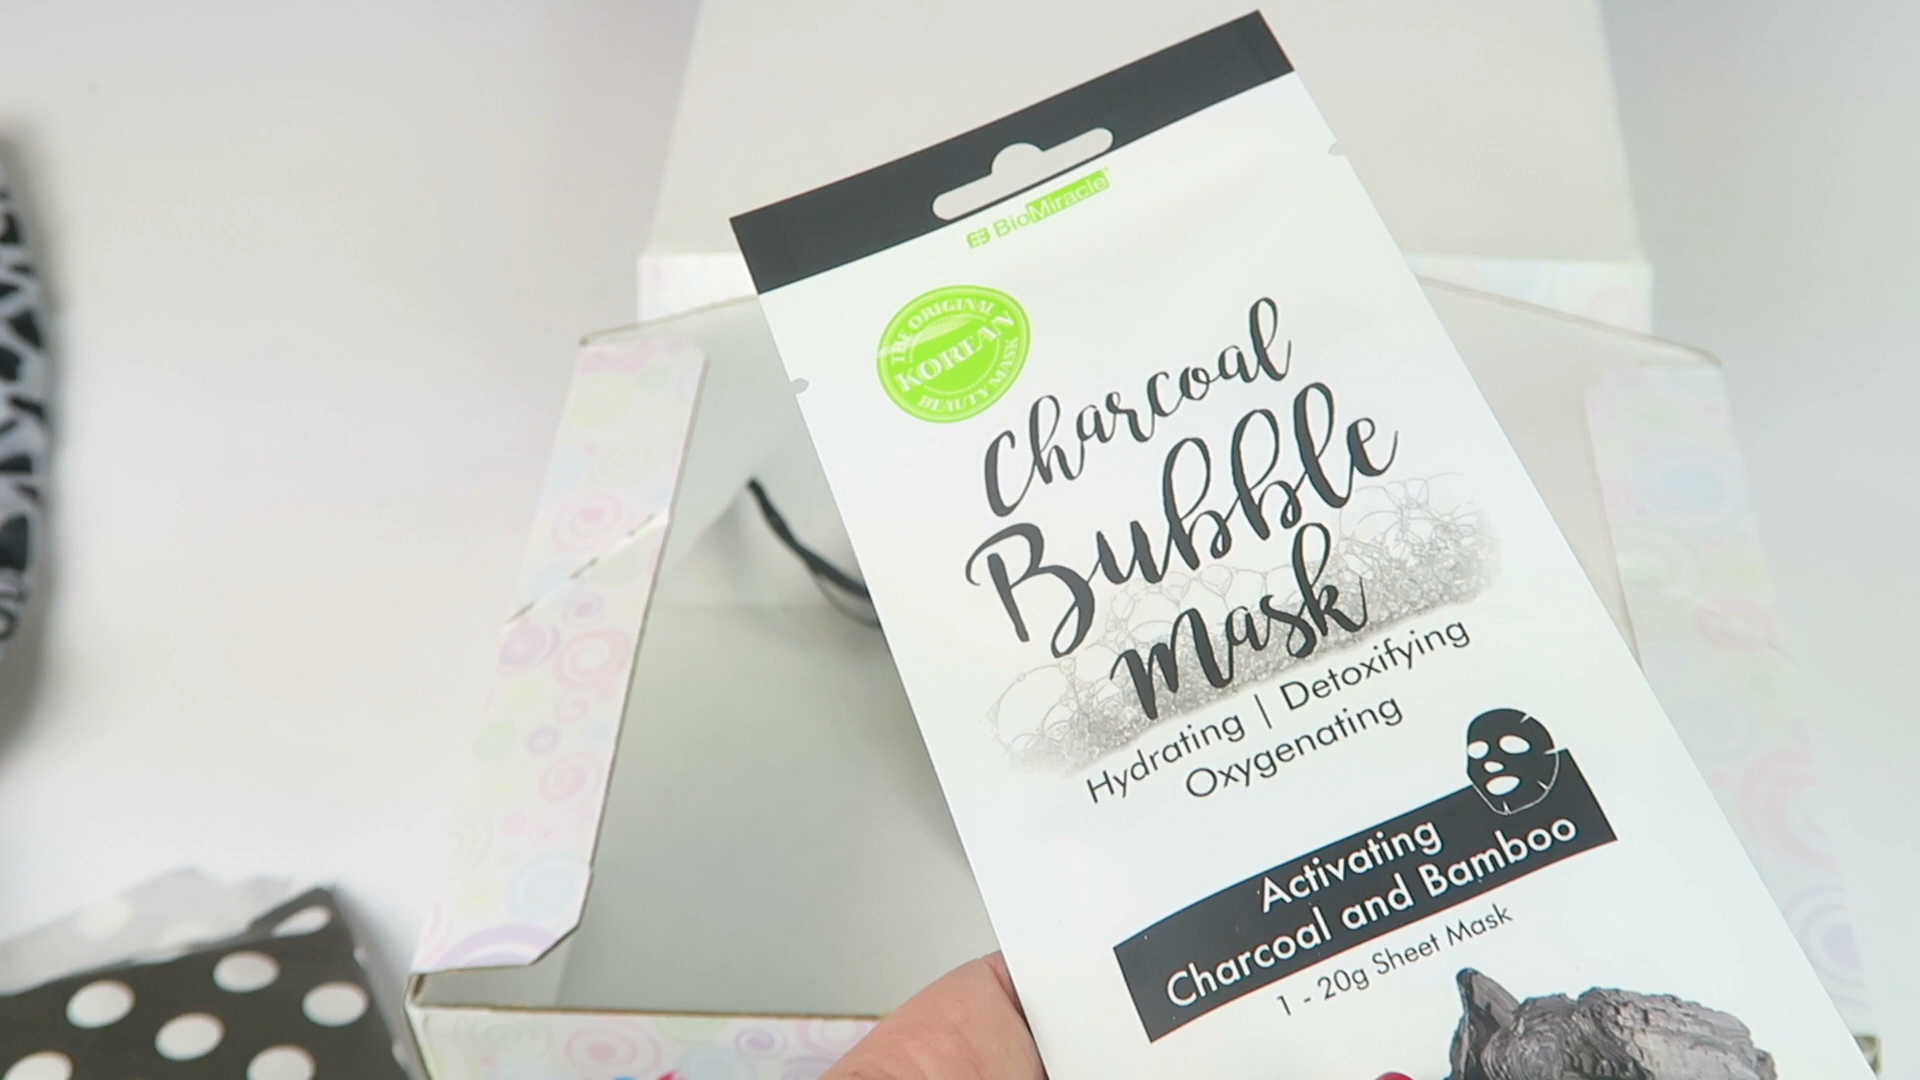 BioMiracle
THE ORIGINAL
KOREAN
BEAUTY MASK
Charcoal
Bubble
Mask
Hydrating | Detoxifying
Oxygenating
Activating
Charcoal and Bamboo
1 - 20g Sheet Mask